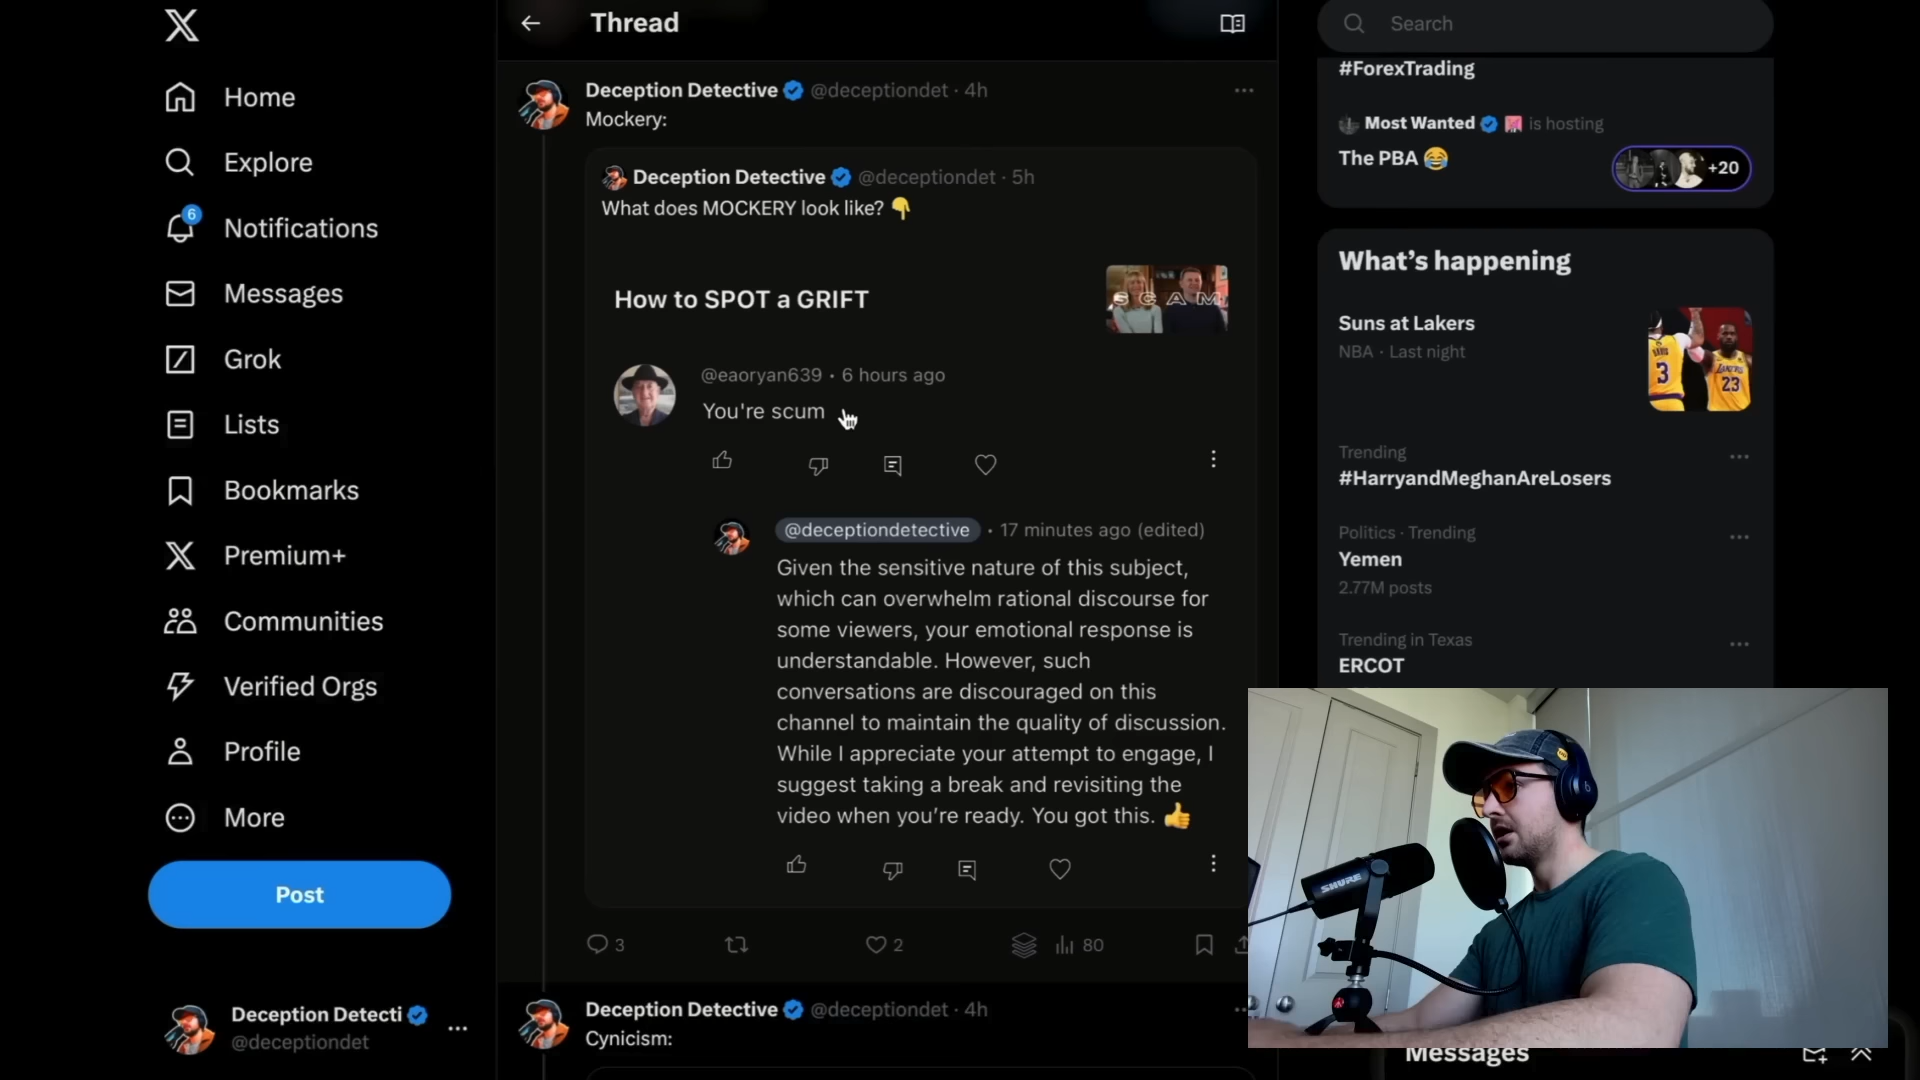 Home
Explore
6
Notifications
Messages
Grok
Lists
Bookmarks
Premium+
Communities
Verified Orgs
Profile
More
Post
Deception Detecti
@deceptiondet
Thread
Deception Detective @deceptiondet · 4h
Mockery:
Deception Detective @deceptiondet · 5h
What does MOCKERY look like? 👇
How to SPOT a GRIFT
SCAM
@eaoryan639 • 6 hours ago
You're scum
@deceptiondetective • 17 minutes ago (edited)
Given the sensitive nature of this subject,
which can overwhelm rational discourse for
some viewers, your emotional response is
understandable. However, such
conversations are discouraged on this
channel to maintain the quality of discussion.
While I appreciate your attempt to engage, I
suggest taking a break and revisiting the
video when you're ready. You got this. 👍
3
2
80
Deception Detective @deceptiondet · 4h
Cynicism:
Search
#ForexTrading
Most Wanted is hosting
The PBA 😂
+20
What's happening
Suns at Lakers
NBA · Last night
DAVIS
3
LAKERS
23
Trending
#HarryandMeghanAreLosers
Politics · Trending
Yemen
2.77M posts
Trending in Texas
ERCOT
SHURE
Messages